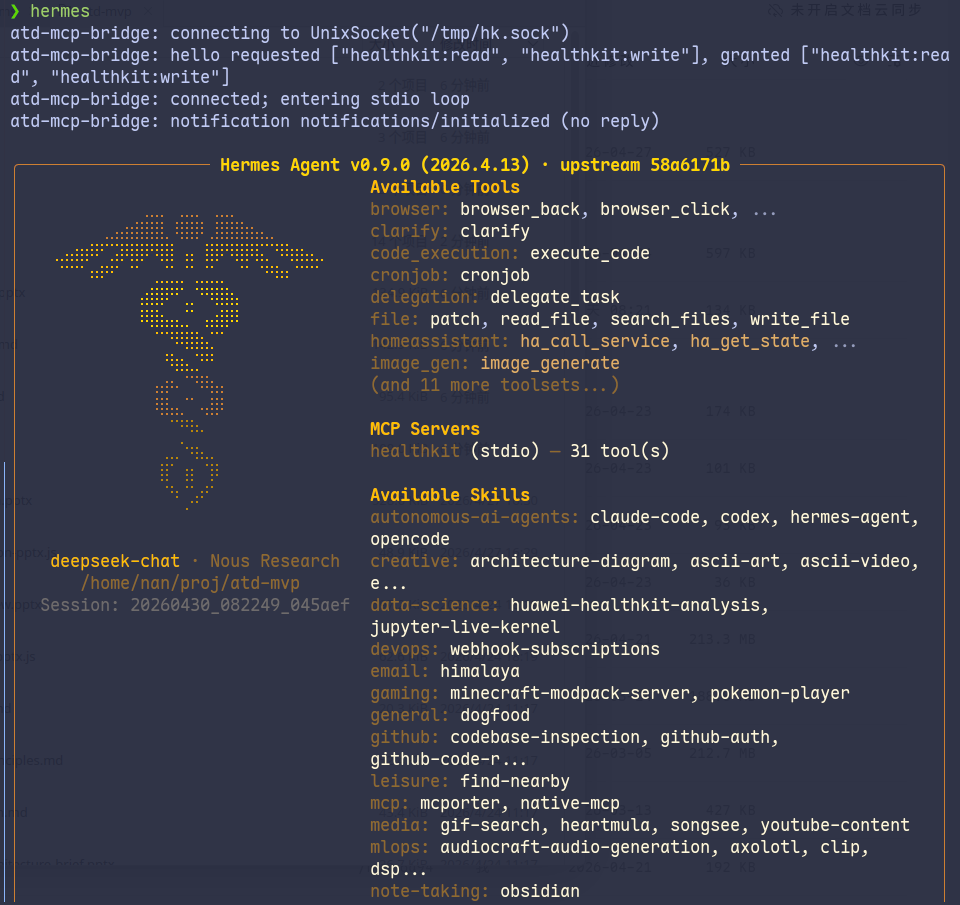 ❯ hermes
atd-mcp-bridge: connecting to UnixSocket("/tmp/hk.sock")
atd-mcp-bridge: hello requested ["healthkit:read", "healthkit:write"], granted ["healthkit:rea
d", "healthkit:write"]
atd-mcp-bridge: connected; entering stdio loop
atd-mcp-bridge: notification notifications/initialized (no reply)
Hermes Agent v0.9.0 (2026.4.13) · upstream 58a6171b
Available Tools
browser: browser_back, browser_click, ...
clarify: clarify
code_execution: execute_code
cronjob: cronjob
delegation: delegate_task
file: patch, read_file, search_files, write_file
homeassistant: ha_call_service, ha_get_state, ...
image_gen: image_generate
(and 11 more toolsets...)
MCP Servers
healthkit (stdio) — 31 tool(s)
Available Skills
autonomous-ai-agents: claude-code, codex, hermes-agent,
opencode
creative: architecture-diagram, ascii-art, ascii-video,
e...
data-science: huawei-healthkit-analysis,
jupyter-live-kernel
devops: webhook-subscriptions
email: himalaya
gaming: minecraft-modpack-server, pokemon-player
general: dogfood
github: codebase-inspection, github-auth,
github-code-r...
leisure: find-nearby
mcp: mcporter, native-mcp
media: gif-search, heartmula, songsee, youtube-content
mlops: audiocraft-audio-generation, axolotl, clip,
dsp...
note-taking: obsidian
deepseek-chat · Nous Research
/home/nan/proj/atd-mvp
Session: 20260430_082249_045aef
未开启文档云同步